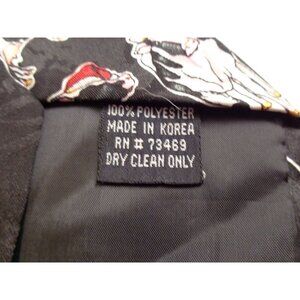 100% POLYESTER
MADE IN KOREA
RN # 73469
DRY CLEAN ONLY